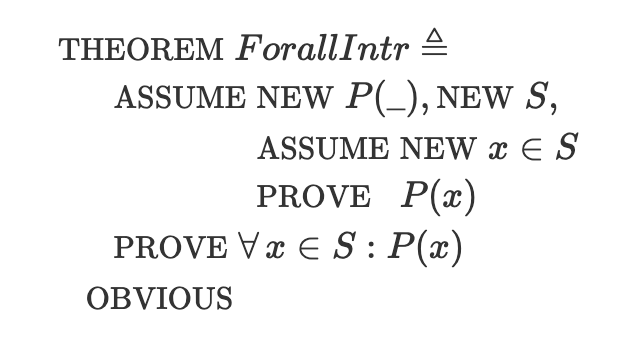 THEOREM ForallIntr ≜
ASSUME NEW P(_), NEW S,
ASSUME NEW x ∈ S
PROVE P(x)
PROVE ∀ x ∈ S : P(x)
OBVIOUS